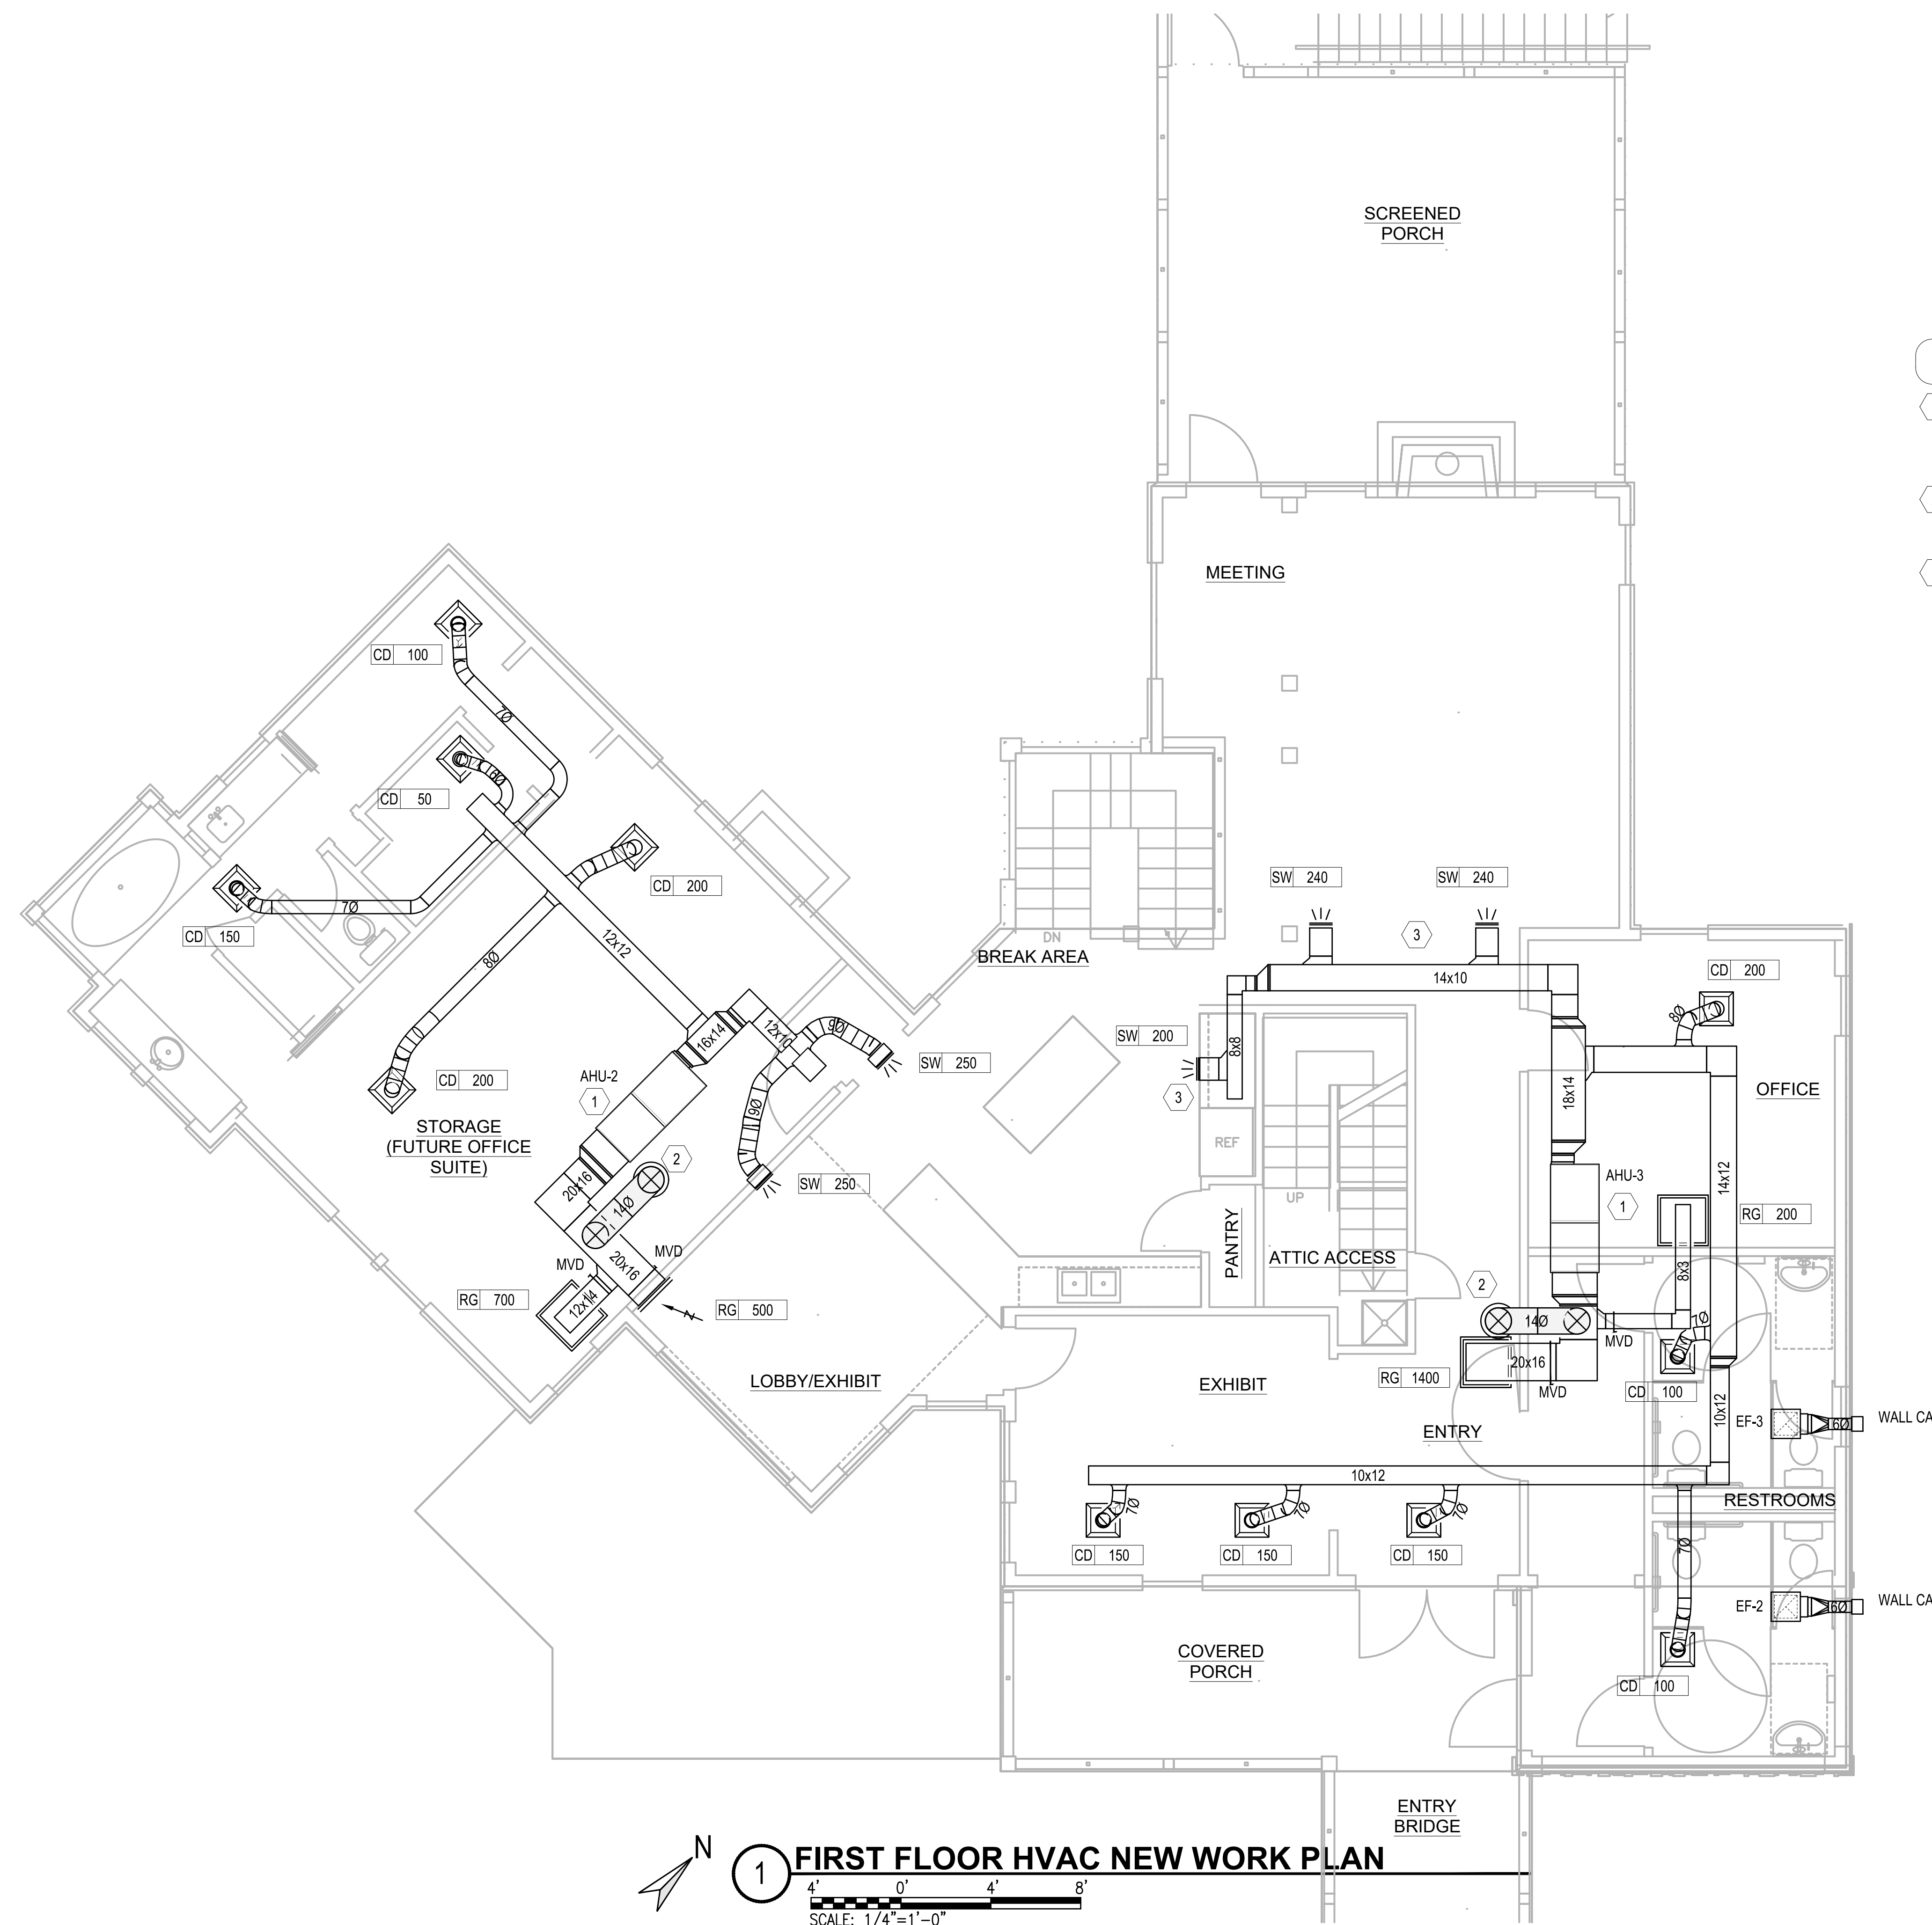 SCREENED
PORCH
MEETING
CD 100
7Ø
6Ø
CD 50
CD 200
7Ø
CD 150
8Ø
12x12
SW 240
SW 240
3
DN
BREAK AREA
14x10
CD 200
8Ø
16x14
12x10
9Ø
SW 250
SW 200
8x8
3
CD 200
AHU-2
1
9Ø
18x14
OFFICE
STORAGE
(FUTURE OFFICE
SUITE)
2
20x16
14Ø
SW 250
REF
UP
AHU-3
1
14x12
RG 200
PANTRY
ATTIC ACCESS
MVD
MVD
20x16
12x14
RG 700
RG 500
2
14Ø
8x3
7Ø
MVD
20x16
RG 1400
MVD
CD 100
LOBBY/EXHIBIT
EXHIBIT
ENTRY
10x12
EF-3
6Ø
WALL CA
10x12
7Ø
7Ø
7Ø
RESTROOMS
CD 150
CD 150
CD 150
7Ø
EF-2
6Ø
WALL CA
COVERED
PORCH
CD 100
ENTRY
BRIDGE
N
1
FIRST FLOOR HVAC NEW WORK PLAN
4' 0' 4' 8'
SCALE: 1/4"=1'-0"